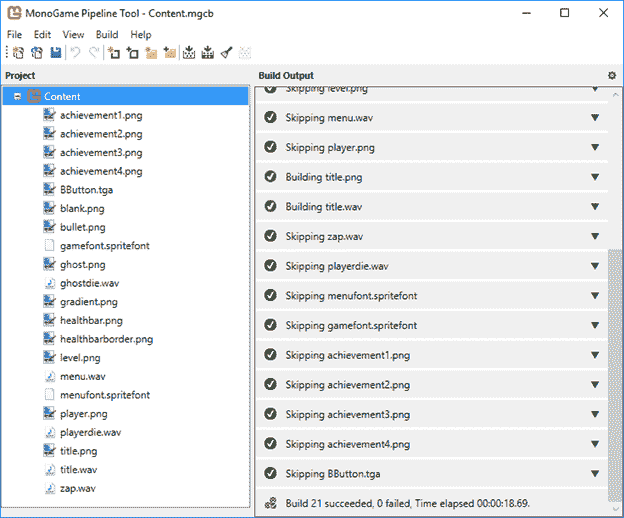 MonoGame Pipeline Tool - Content.mgcb
File Edit View Build Help
Project
Content
achievement1.png
achievement2.png
achievement3.png
achievement4.png
BButton.tga
blank.png
bullet.png
gamefont.spritefont
ghost.png
ghostdie.wav
gradient.png
healthbar.png
healthbarborder.png
level.png
menu.wav
menufont.spritefont
player.png
playerdie.wav
title.png
title.wav
zap.wav
Build Output
Skipping level.png
Skipping menu.wav
Skipping player.png
Building title.png
Building title.wav
Skipping zap.wav
Skipping playerdie.wav
Skipping menufont.spritefont
Skipping gamefont.spritefont
Skipping achievement1.png
Skipping achievement2.png
Skipping achievement3.png
Skipping achievement4.png
Skipping BButton.tga
Build 21 succeeded, 0 failed, Time elapsed 00:00:18.69.